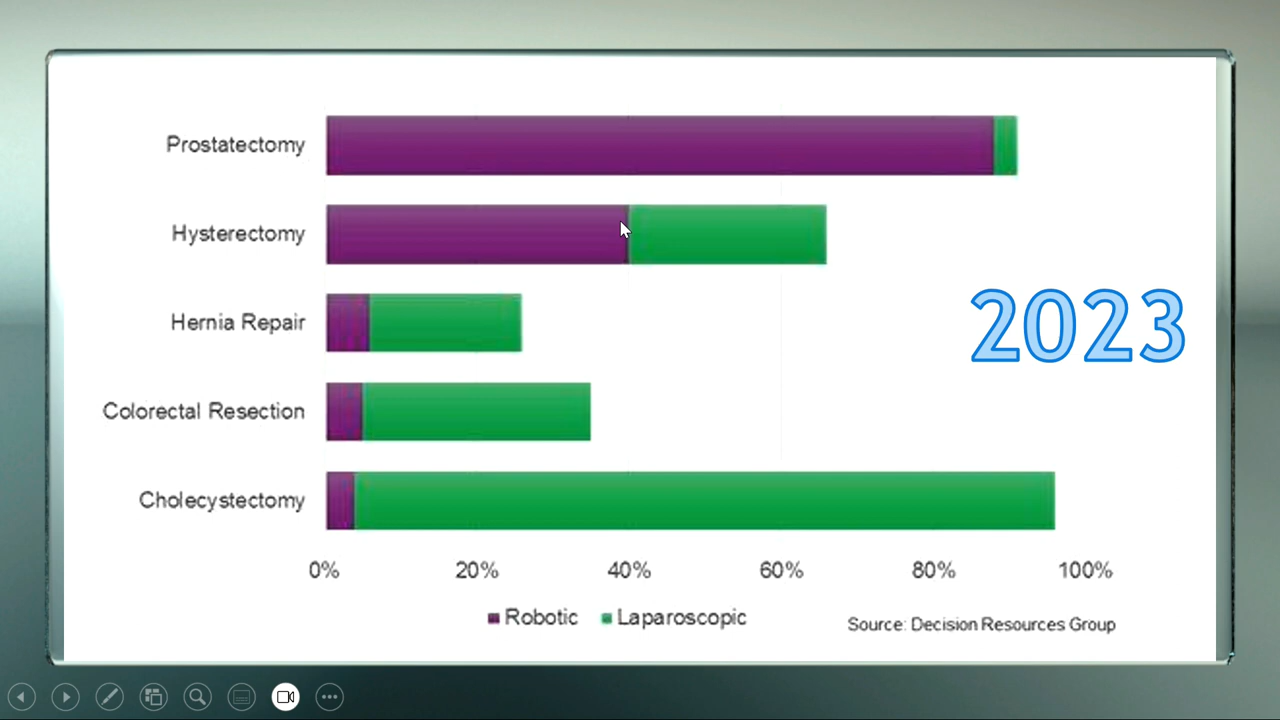 Prostatectomy
Hysterectomy
Hernia Repair
Colorectal Resection
Cholecystectomy
2023
0% 20% 40% 60% 80% 100%
Robotic Laparoscopic
Source: Decision Resources Group